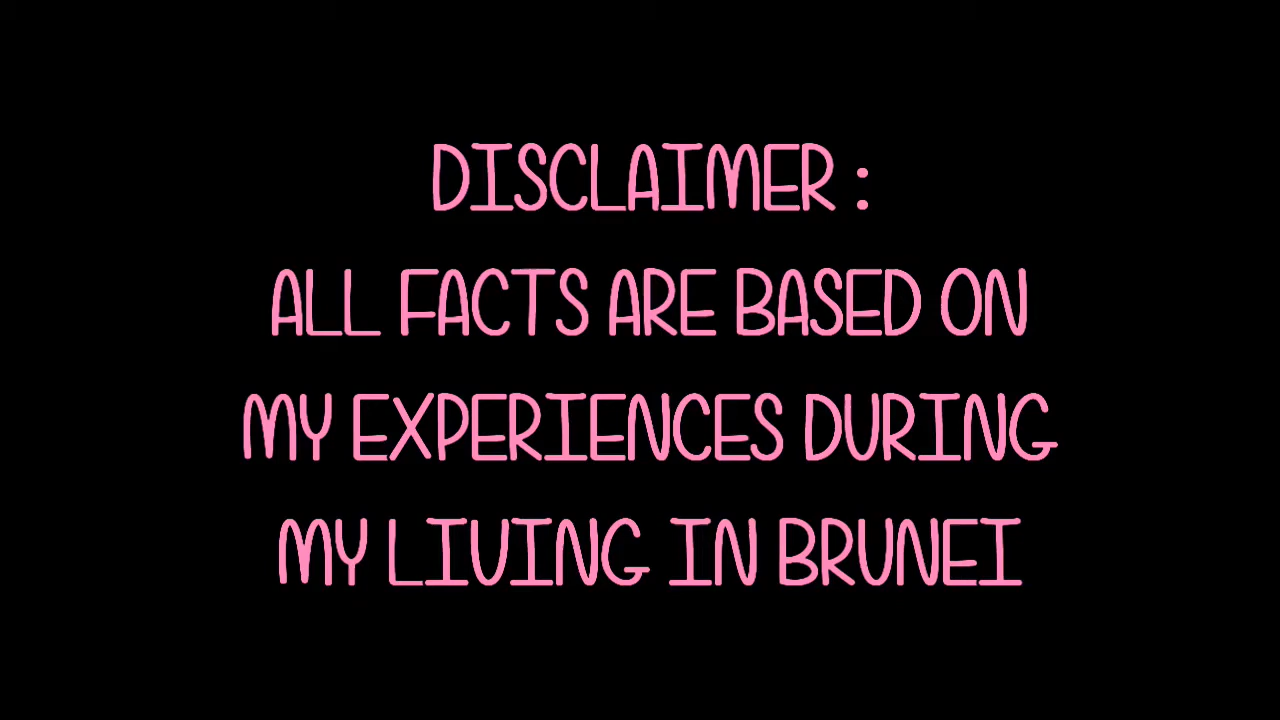 DISCLAIMER :
ALL FACTS ARE BASED ON
MY EXPERIENCES DURING
MY LIVING IN BRUNEI